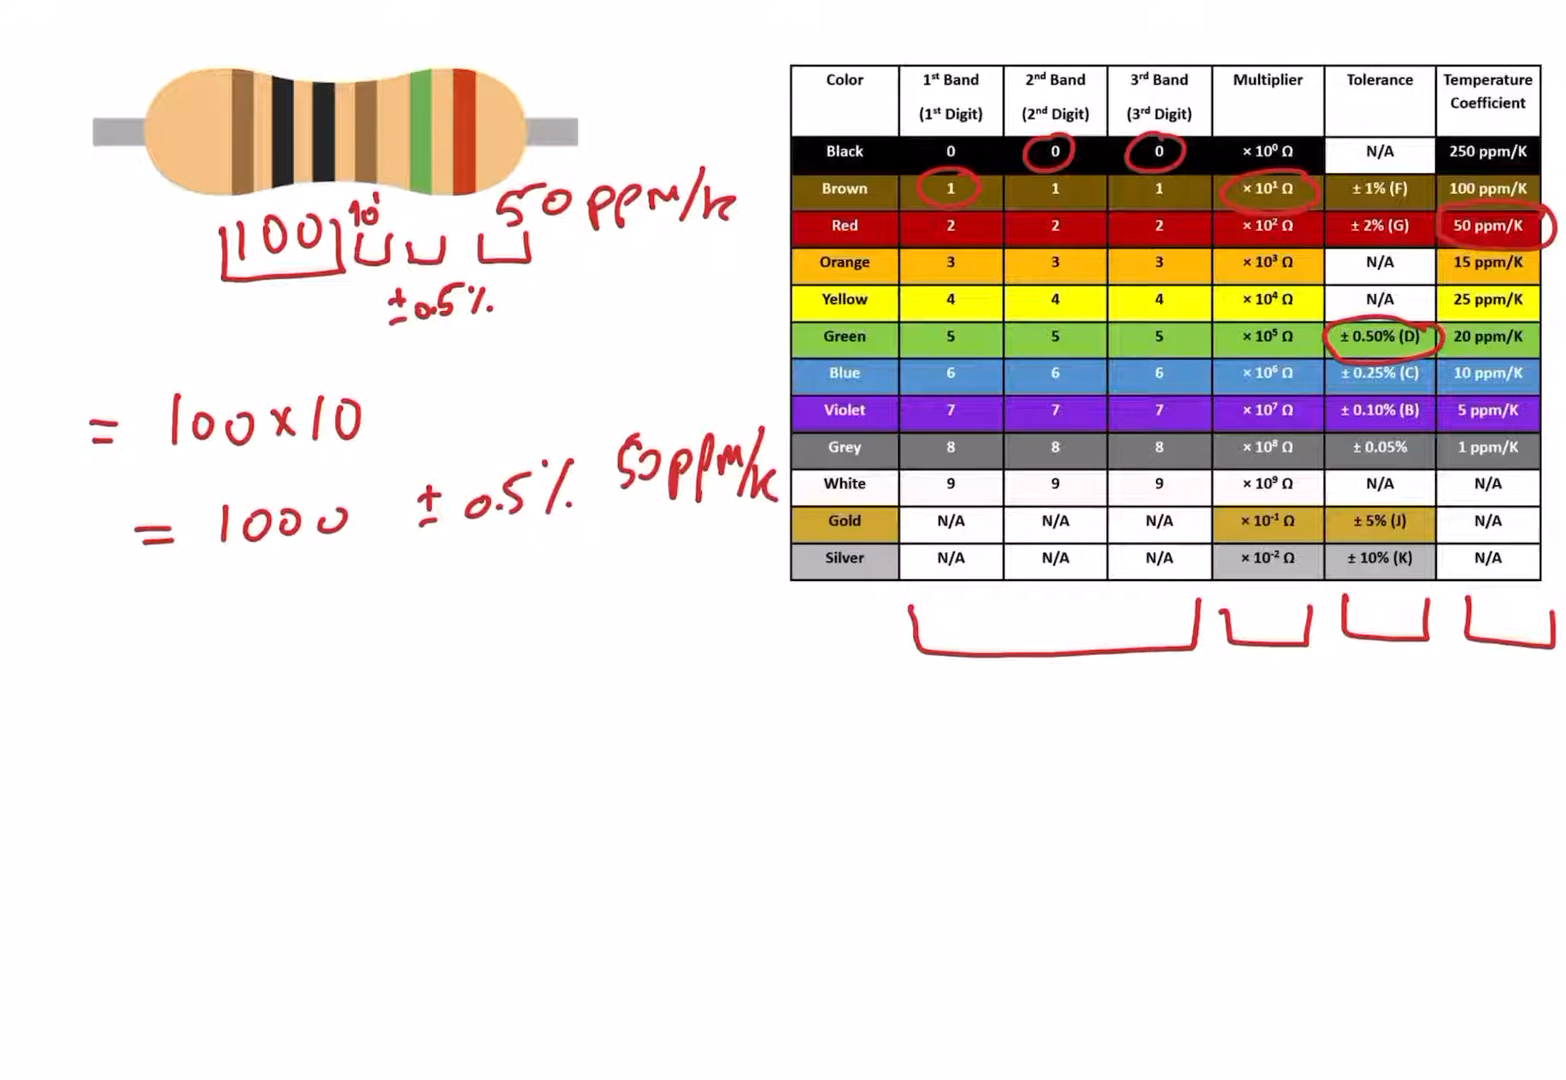 100 10¹ 50 ppm/k
± 0.5%
= 100 x 10
= 1000 ± 0.5% 50 ppm/k
Color 1st Band (1st Digit) 2nd Band (2nd Digit) 3rd Band (3rd Digit) Multiplier Tolerance Temperature Coefficient
Black 0 0 0 × 10⁰ Ω N/A 250 ppm/K
Brown 1 1 1 × 10¹ Ω ± 1% (F) 100 ppm/K
Red 2 2 2 × 10² Ω ± 2% (G) 50 ppm/K
Orange 3 3 3 × 10³ Ω N/A 15 ppm/K
Yellow 4 4 4 × 10⁴ Ω N/A 25 ppm/K
Green 5 5 5 × 10⁵ Ω ± 0.50% (D) 20 ppm/K
Blue 6 6 6 × 10⁶ Ω ± 0.25% (C) 10 ppm/K
Violet 7 7 7 × 10⁷ Ω ± 0.10% (B) 5 ppm/K
Grey 8 8 8 × 10⁸ Ω ± 0.05% 1 ppm/K
White 9 9 9 × 10⁹ Ω N/A N/A
Gold N/A N/A N/A × 10⁻¹ Ω ± 5% (J) N/A
Silver N/A N/A N/A × 10⁻² Ω ± 10% (K) N/A